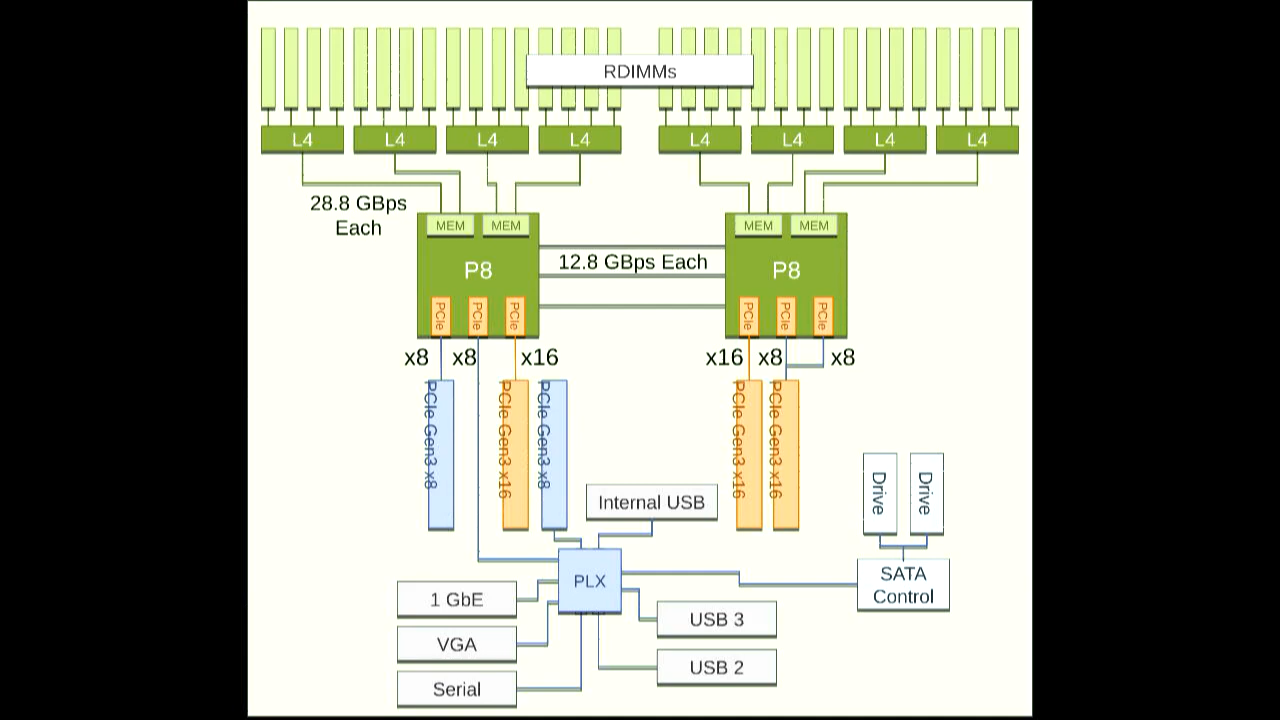 RDIMMs
L4
L4
L4
L4
L4
L4
L4
L4
28.8 GBps
Each
MEM
MEM
MEM
MEM
12.8 GBps Each
P8
P8
PCIe
PCIe
PCIe
PCIe
PCIe
PCIe
x8
x8
x16
x16
x8
x8
PCIe Gen3 x8
PCIe Gen3 x16
PCIe Gen3 x8
PCIe Gen3 x16
PCIe Gen3 x16
Drive
Drive
Internal USB
PLX
SATA
Control
1 GbE
USB 3
VGA
USB 2
Serial